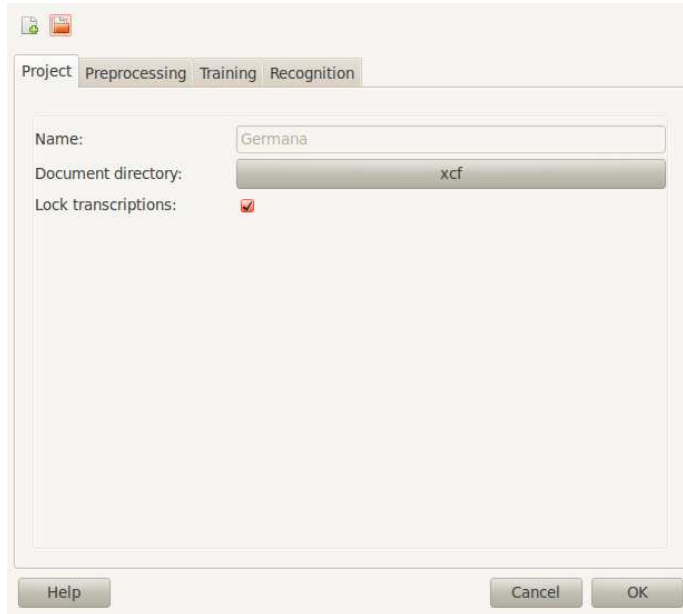 Project Preprocessing Training Recognition
Name: Germana
Document directory: xcf
Lock transcriptions:
Help Cancel OK